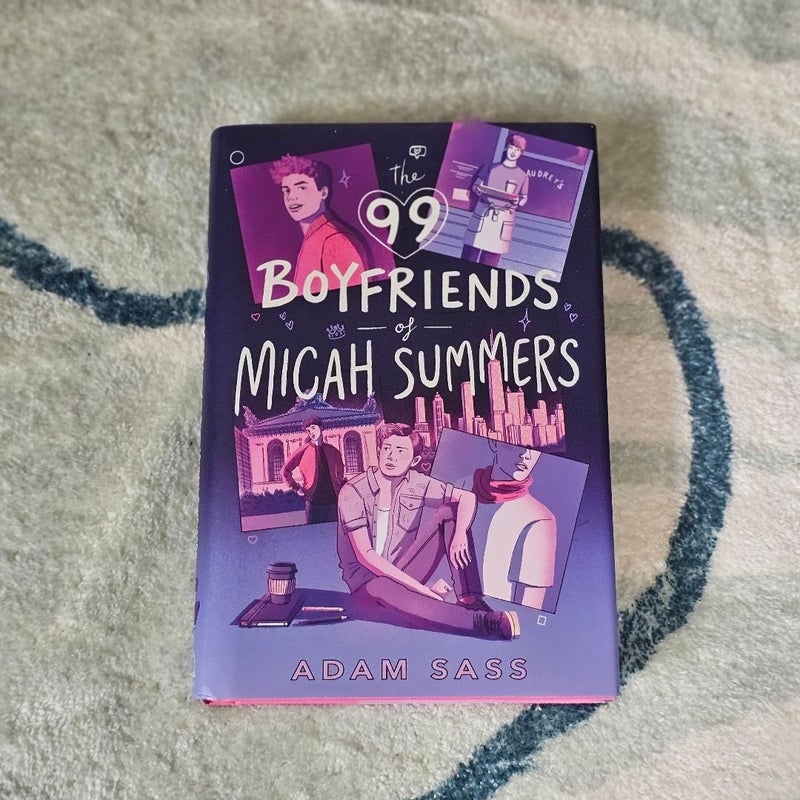 the
99
AUDREY'S
BOYFRIENDS
of
MICAH SUMMERS
ADAM SASS